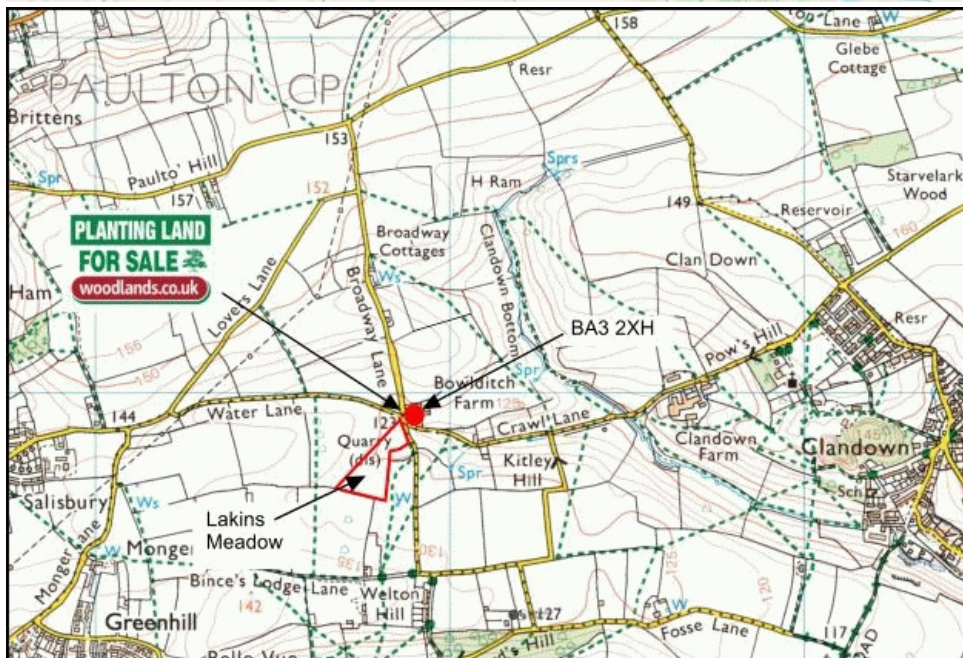 PAULTON CP
158
Lane
W
Glebe
Cottage
Brittens
Resr
153
Paulto' Hill
Spr
157
152
H Ram
Sprs
149
Starvelark
Wood
Reservoir
160
PLANTING LAND
FOR SALE
woodlands.co.uk
Broadway
Cottages
Ws
Clan Down
Ham
Lovers Lane
Broadway Lane
Clandown Bottom
155
150
BA3 2XH
Resr
Pow's Hill
Spr
144
Water Lane
Bowlditch
Farm
125
Crawl Lane
Quarry
(dis)
Spr
Kitley
Hill
Clandown
Farm
Clandown
145
Salisbury
Ws
Lakins
Meadow
W
Sch
Monger Lane
W
Monger
135
130
125
120
Bince's Lodge Lane
142
Welton
Hill
127
W
Greenhill
Fosse Lane
117